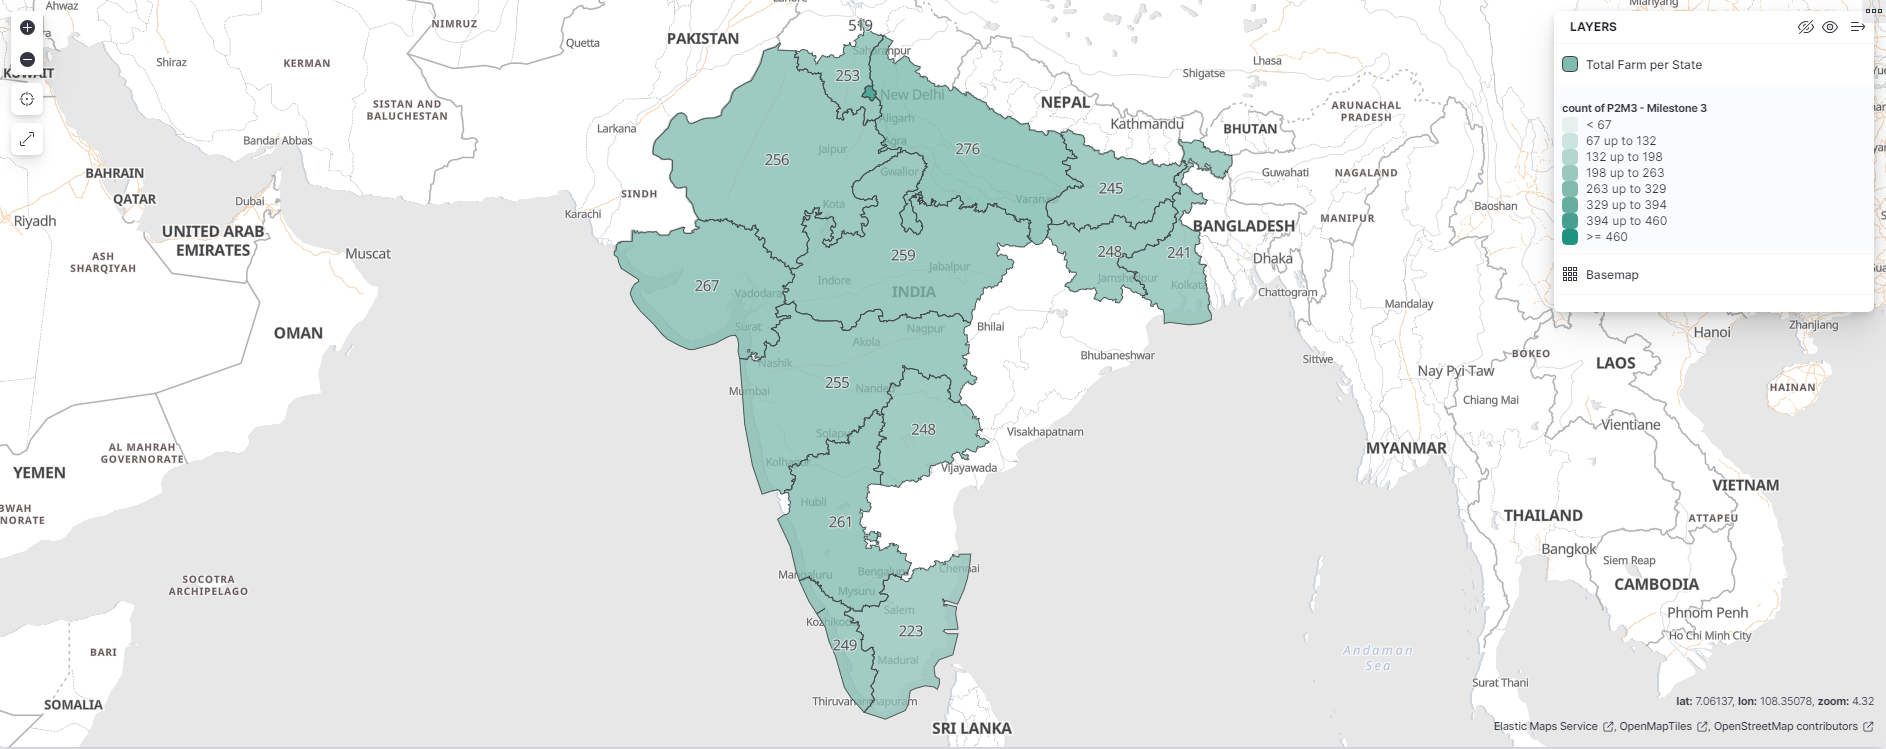 Ahwaz
NIMRUZ
Quetta
PAKISTAN
Lahore
519
Saharanpur
Shiraz
KERMAN
KUWAIT
253
New Delhi
Lhasa
Shigatse
SISTAN AND
BALUCHESTAN
NEPAL
ARUNACHAL
PRADESH
Larkana
Aligarh
Kathmandu
BHUTAN
Bandar Abbas
Agra
256
Jaipur
276
BAHRAIN
Gwalior
Guwahati
NAGALAND
QATAR
SINDH
245
Dubai
Kota
Varanasi
Baoshan
Karachi
Riyadh
BANGLADESH
MANIPUR
UNITED ARAB
EMIRATES
Muscat
259
248
241
ASH
SHARQIYAH
Dhaka
Jabalpur
Indore
Jamshedpur
267
Kolkata
Vadodara
INDIA
Chattogram
Mandalay
Surat
Nagpur
Bhilai
OMAN
Akola
Hanoi
Zhanjiang
Nashik
Bhubaneshwar
Sittwe
BOKEO
LAOS
Nay Pyi Taw
255
Nanded
Mumbai
HAINAN
Chiang Mai
248
Solapur
Visakhapatnam
Vientiane
AL MAHRAH
GOVERNORATE
Kolhapur
Vijayawada
MYANMAR
YEMEN
VIETNAM
Hubli
261
THAILAND
ATTAPEU
BWAH
NORATE
Bangkok
Siem Reap
Mangaluru
Bengaluru
Chennai
SOCOTRA
ARCHIPELAGO
CAMBODIA
Mysuru
Salem
Phnom Penh
Kozhikode
223
Ho Chi Minh City
249
BARI
Madurai
Andaman
Sea
Surat Thani
Thiruvananthapuram
SOMALIA
SRI LANKA
LAYERS
Total Farm per State
count of P2M3 - Milestone 3
< 67
67 up to 132
132 up to 198
198 up to 263
263 up to 329
329 up to 394
394 up to 460
>= 460
Basemap
lat: 7.06137, lon: 108.35078, zoom: 4.32
Elastic Maps Service , OpenMapTiles , OpenStreetMap contributors